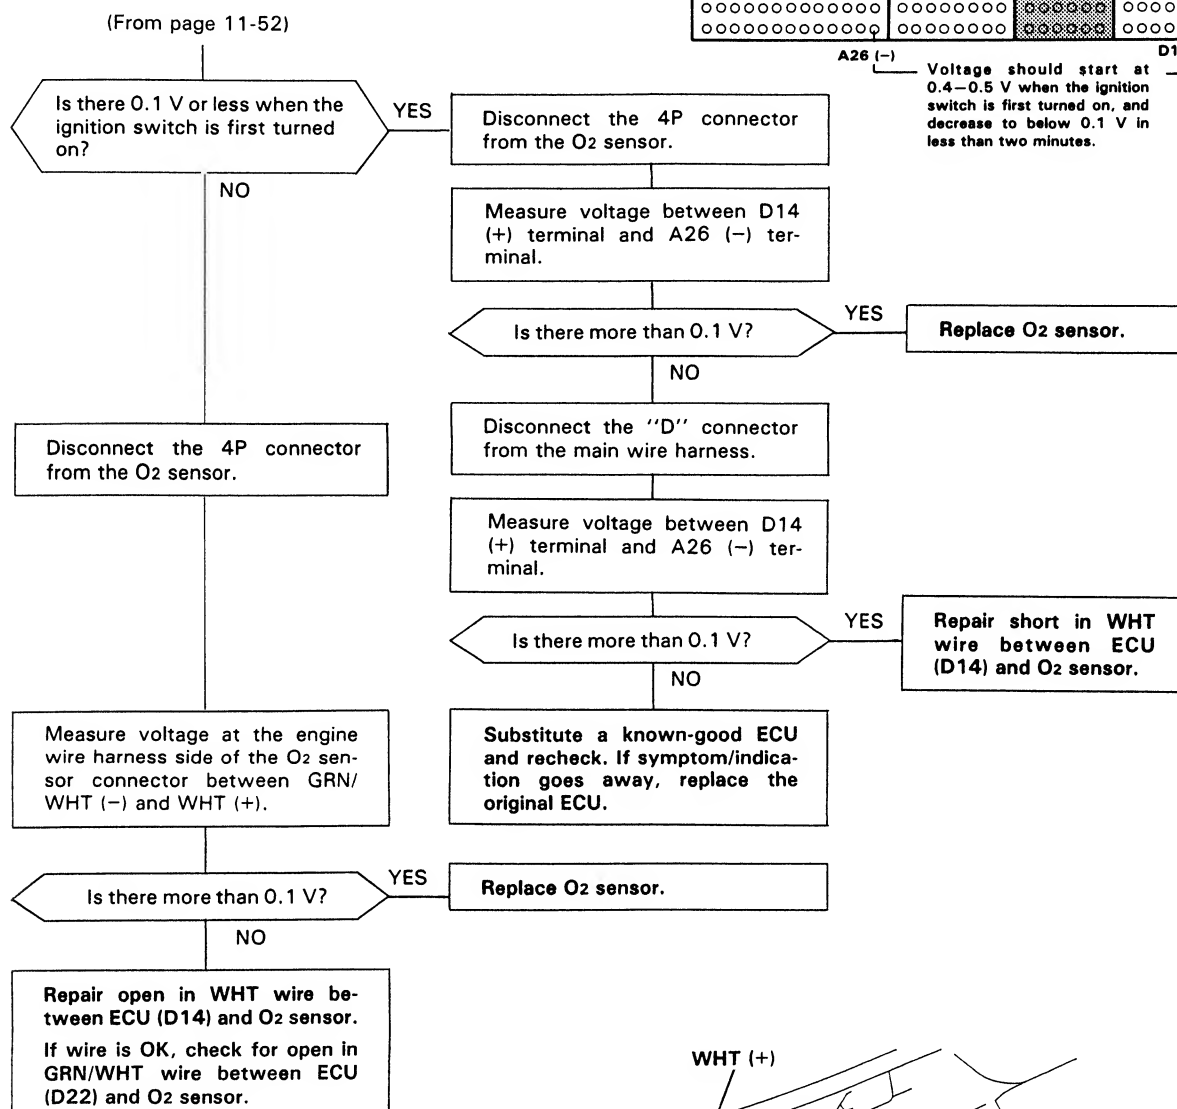 (From page 11-52)
Is there 0.1 V or less when the
ignition switch is first turned
on?
YES
NO
Disconnect the 4P connector
from the O2 sensor.
Measure voltage between D14
(+) terminal and A26 (−) ter-
minal.
Is there more than 0.1 V?
YES
Replace O2 sensor.
NO
Disconnect the "D" connector
from the main wire harness.
Measure voltage between D14
(+) terminal and A26 (−) ter-
minal.
Is there more than 0.1 V?
YES
Repair short in WHT
wire between ECU
(D14) and O2 sensor.
NO
Substitute a known-good ECU
and recheck. If symptom/indica-
tion goes away, replace the
original ECU.
Disconnect the 4P connector
from the O2 sensor.
Measure voltage at the engine
wire harness side of the O2 sen-
sor connector between GRN/
WHT (−) and WHT (+).
Is there more than 0.1 V?
YES
Replace O2 sensor.
NO
Repair open in WHT wire be-
tween ECU (D14) and O2 sensor.
If wire is OK, check for open in
GRN/WHT wire between ECU
(D22) and O2 sensor.
A26 (−)
D1
Voltage should start at
0.4−0.5 V when the ignition
switch is first turned on, and
decrease to below 0.1 V in
less than two minutes.
WHT (+)